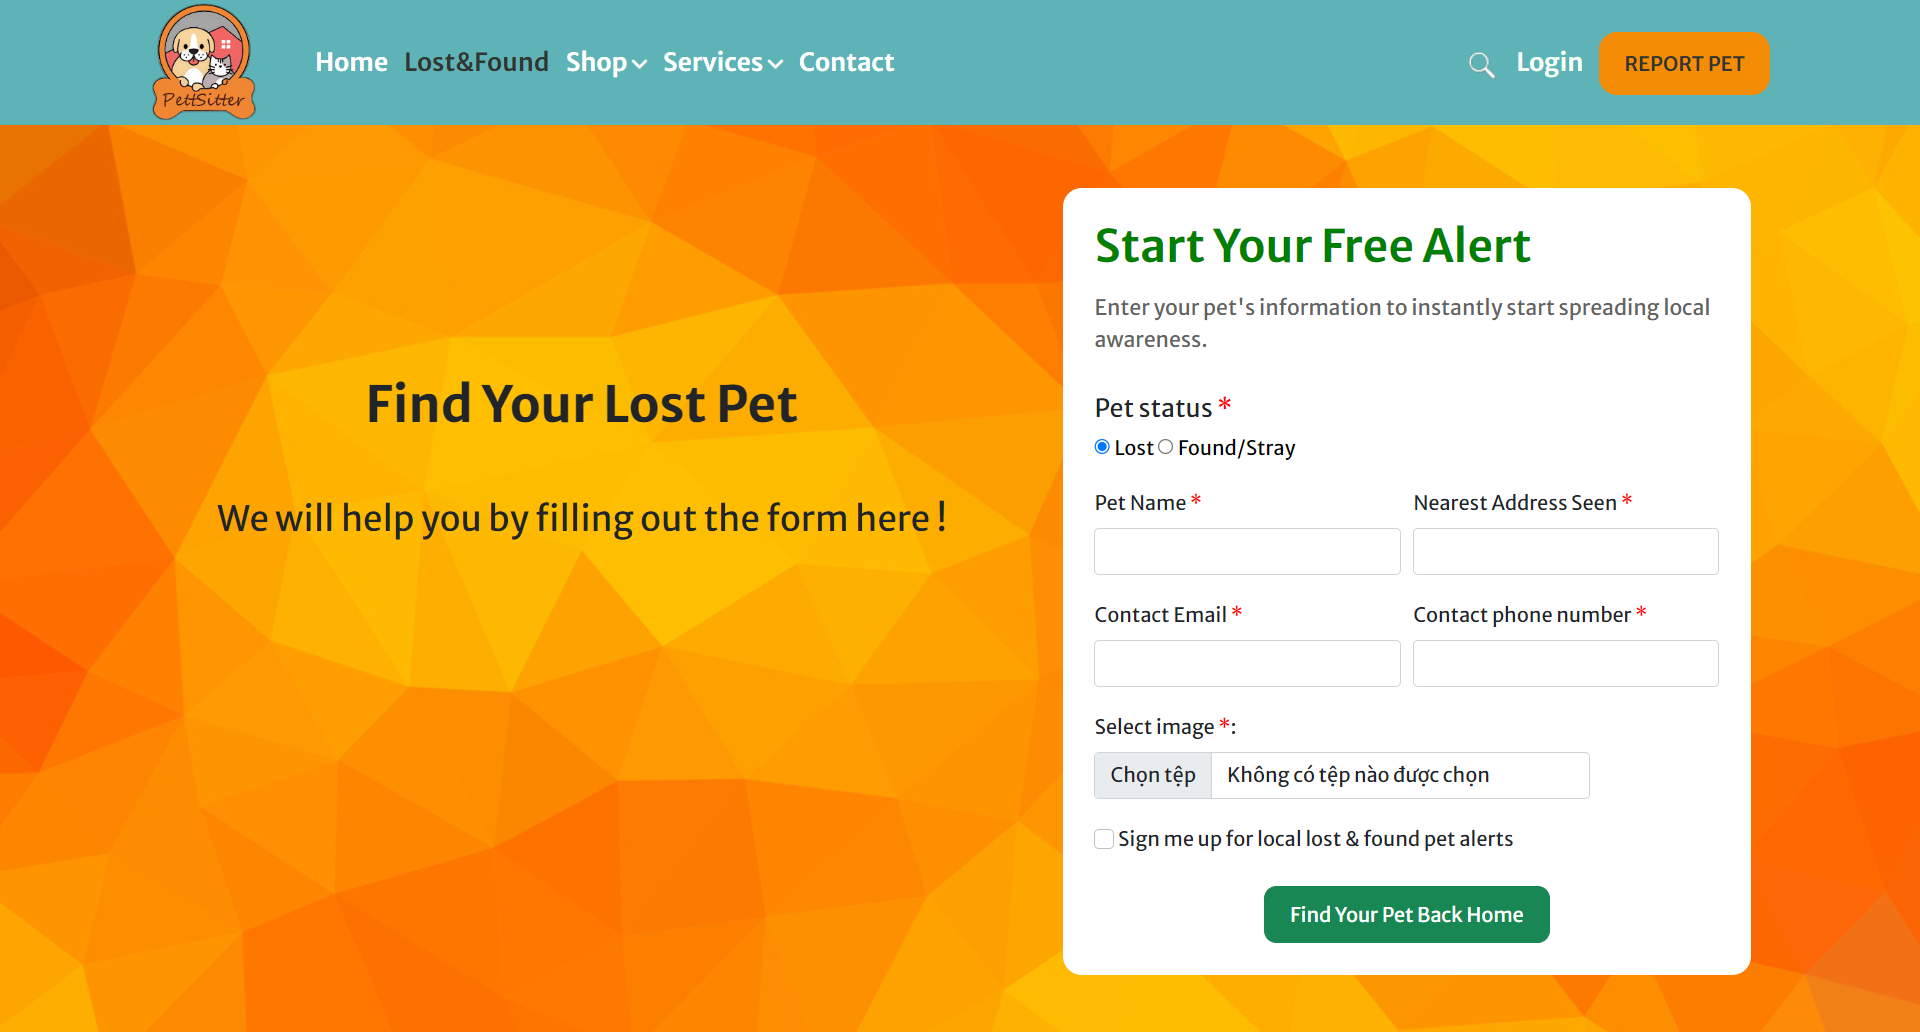 PettSitter
Home Lost&Found Shop Services Contact
Login REPORT PET
Find Your Lost Pet
We will help you by filling out the form here !
Start Your Free Alert
Enter your pet's information to instantly start spreading local
awareness.
Pet status *
Lost Found/Stray
Pet Name * Nearest Address Seen *
Contact Email * Contact phone number *
Select image *:
Chọn tệp Không có tệp nào được chọn
Sign me up for local lost & found pet alerts
Find Your Pet Back Home